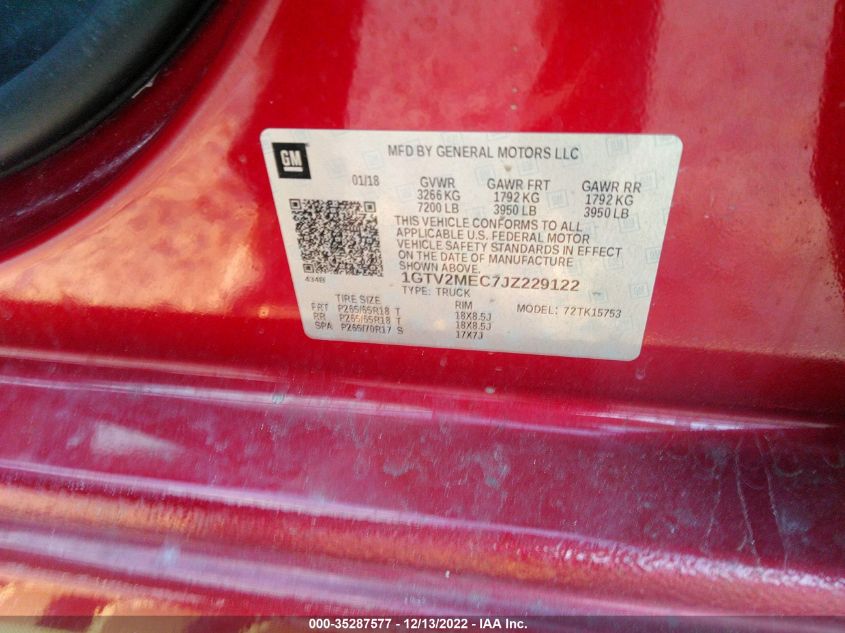 GM
MFD BY GENERAL MOTORS LLC
01/18 GVWR GAWR FRT GAWR RR
3266 KG 1792 KG 1792 KG
7200 LB 3950 LB 3950 LB
THIS VEHICLE CONFORMS TO ALL
APPLICABLE U.S. FEDERAL MOTOR
VEHICLE SAFETY STANDARDS IN EFFECT
ON THE DATE OF MANUFACTURE
SHOWN ABOVE.
1GTV2MEC7JZ229122
TYPE: TRUCK
TIRE SIZE RIM MODEL: 72TK15753
FRT P265/65R18 T 18X8.5J
RR P265/65R18 T 18X8.5J
SPA P265/70R17 S 17X7J
000-35287577 - 12/13/2022 - IAA Inc.